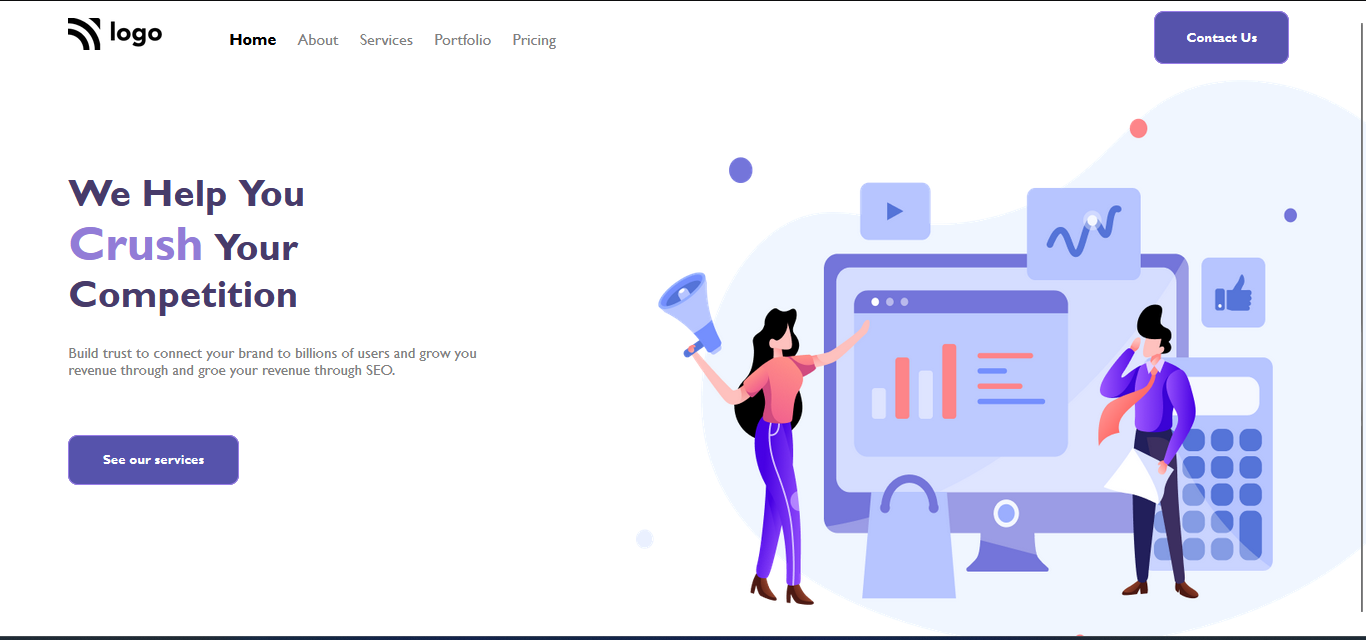 logo
Home About Services Portfolio Pricing
Contact Us
We Help You
Crush Your
Competition
Build trust to connect your brand to billions of users and grow you
revenue through and groe your revenue through SEO.
See our services